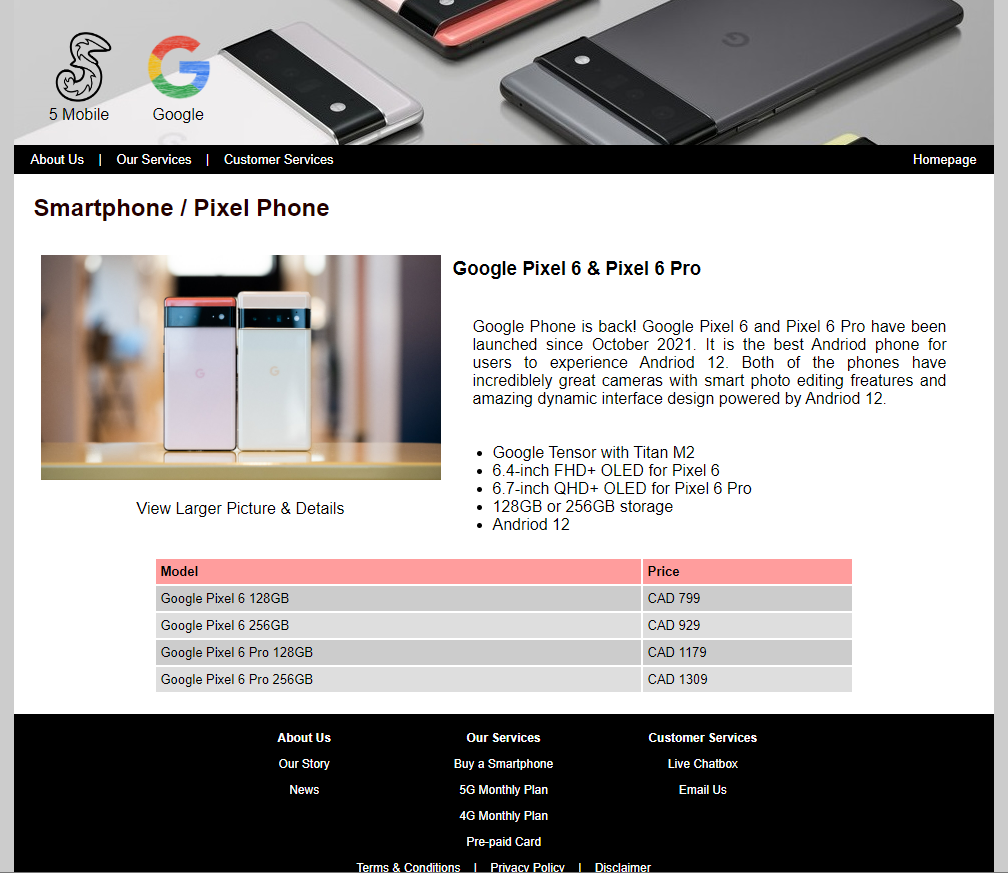 5 Mobile
Google
About Us | Our Services | Customer Services
Homepage
Smartphone / Pixel Phone
Google Pixel 6 & Pixel 6 Pro
Google Phone is back! Google Pixel 6 and Pixel 6 Pro have been
launched since October 2021. It is the best Andriod phone for
users to experience Andriod 12. Both of the phones have
incrediblely great cameras with smart photo editing freatures and
amazing dynamic interface design powered by Andriod 12.
• Google Tensor with Titan M2
• 6.4-inch FHD+ OLED for Pixel 6
• 6.7-inch QHD+ OLED for Pixel 6 Pro
• 128GB or 256GB storage
• Andriod 12
View Larger Picture & Details
Model Price
Google Pixel 6 128GB CAD 799
Google Pixel 6 256GB CAD 929
Google Pixel 6 Pro 128GB CAD 1179
Google Pixel 6 Pro 256GB CAD 1309
About Us Our Services Customer Services
Our Story Buy a Smartphone Live Chatbox
News 5G Monthly Plan Email Us
4G Monthly Plan
Pre-paid Card
Terms & Conditions | Privacy Policy | Disclaimer